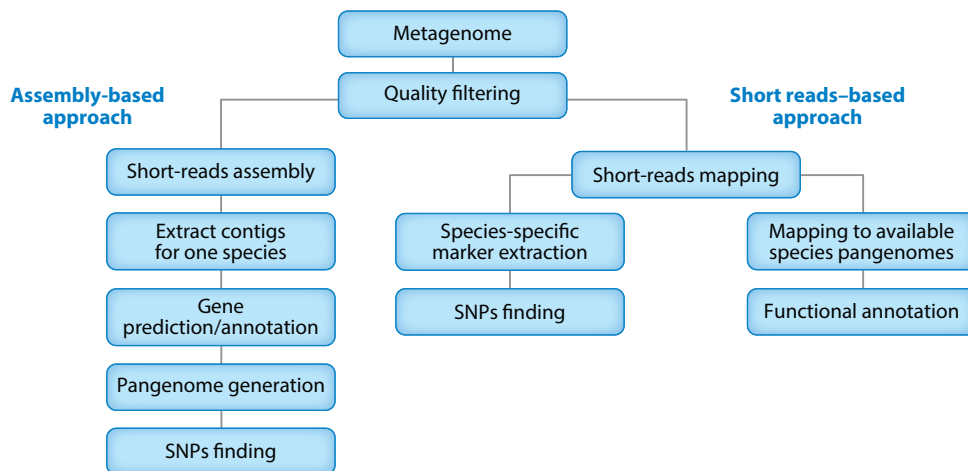 Metagenome
Quality filtering
Assembly-based
approach
Short reads–based
approach
Short-reads assembly
Extract contigs
for one species
Gene
prediction/annotation
Pangenome generation
SNPs finding
Short-reads mapping
Species-specific
marker extraction
SNPs finding
Mapping to available
species pangenomes
Functional annotation